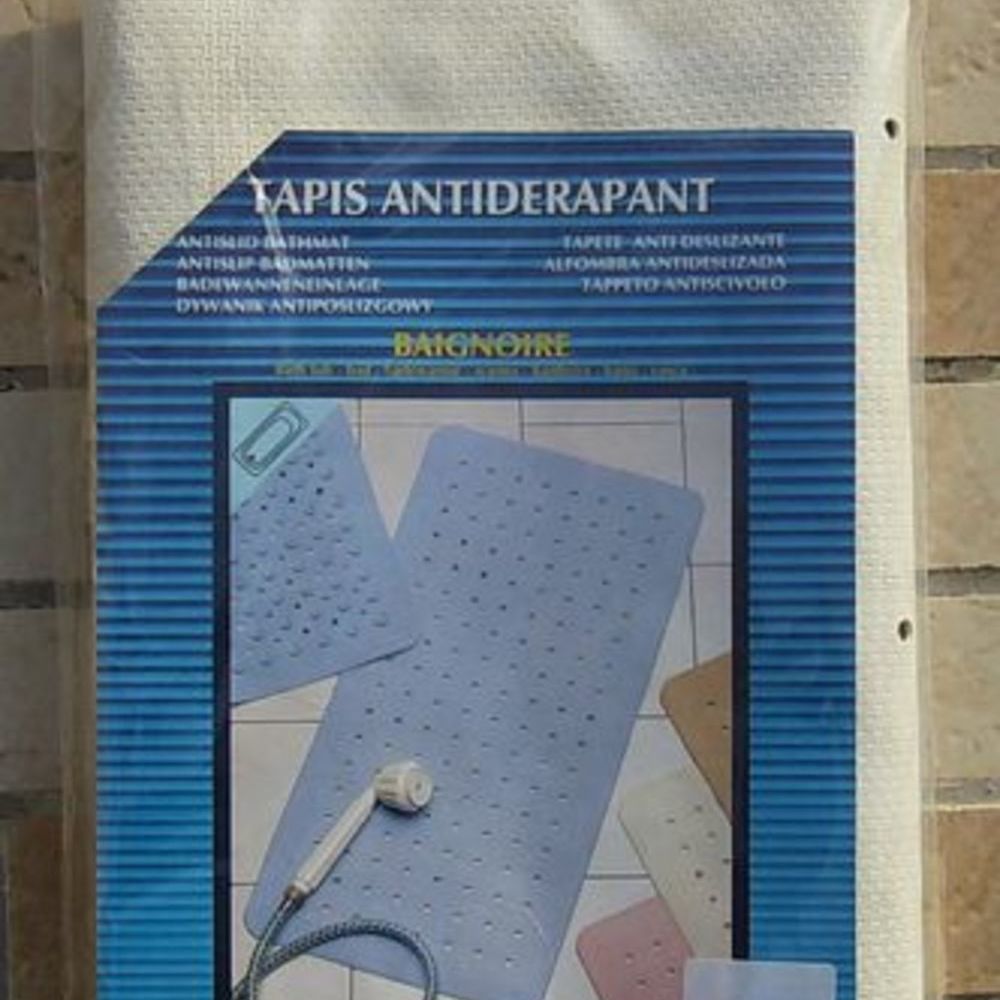 TAPIS ANTIDERAPANT
ANTISLID BATHMAT
ANTISLIP BADMATTEN
BADEWANNENEINLAGE
DYWANIK ANTIPOSLIZGOWY
TAPETE ANTI-DESLIZANTE
ALFOMBRA ANTIDESLIZADA
TAPPETO ANTISCIVOLO
BAIGNOIRE